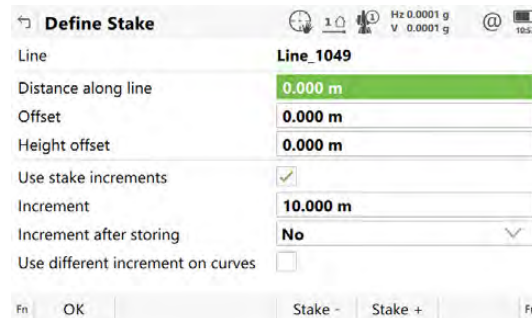 Define Stake 1 1 Hz 0.0001 g V 0.0001 g @
Line Line_1049
Distance along line 0.000 m
Offset 0.000 m
Height offset 0.000 m
Use stake increments
Increment 10.000 m
Increment after storing No
Use different increment on curves
Fn OK Stake - Stake +